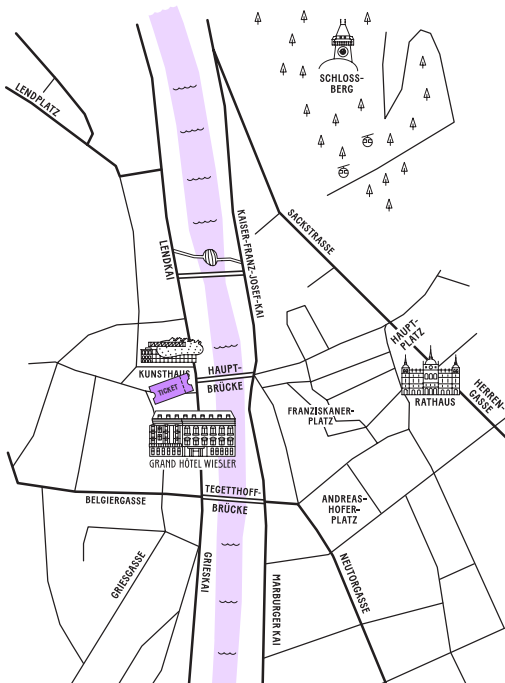 LENDPLATZ
SCHLOSS-
BERG
SACKSTRASSE
KAISER-FRANZ-JOSEF-KAI
LENDKAI
HAUPT-
PLATZ
KUNSTHAUS
HAUPT-
BRÜCKE
TICKET
RATHAUS
HERREN-
GASSE
FRANZISKANER-
PLATZ
GRAND HÔTEL WIESLER
BELGIERGASSE
TEGETTHOFF-
BRÜCKE
ANDREAS-
HOFER-
PLATZ
GRIESGASSE
GRIESKAI
MARBURGER KAI
NEUTORGASSE